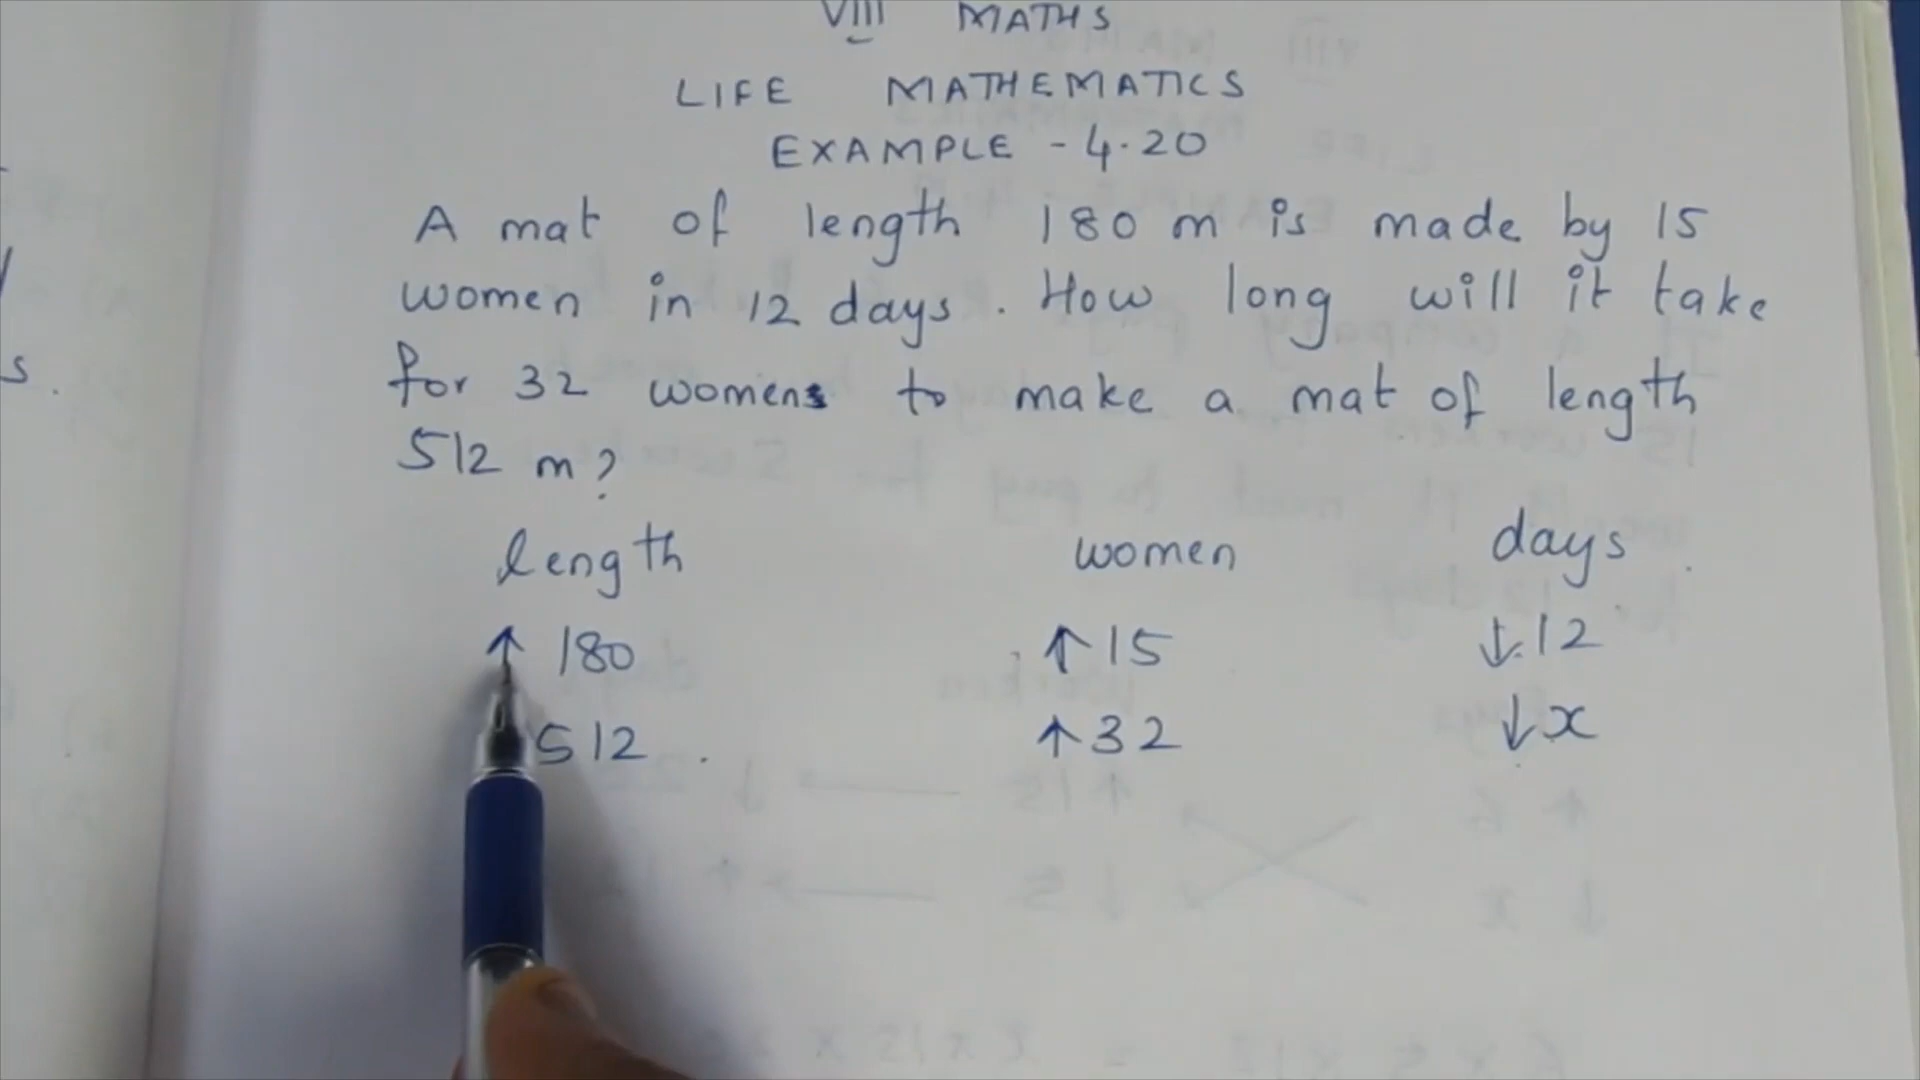 VIII MATHS
LIFE MATHEMATICS
EXAMPLE - 4.20
A mat of length 180 m is made by 15
women in 12 days. How long will it take
for 32 womens to make a mat of length
512 m?
length women days
↑ 180 ↑ 15 ↓ 12
512 ↑ 32 ↓ x
s.